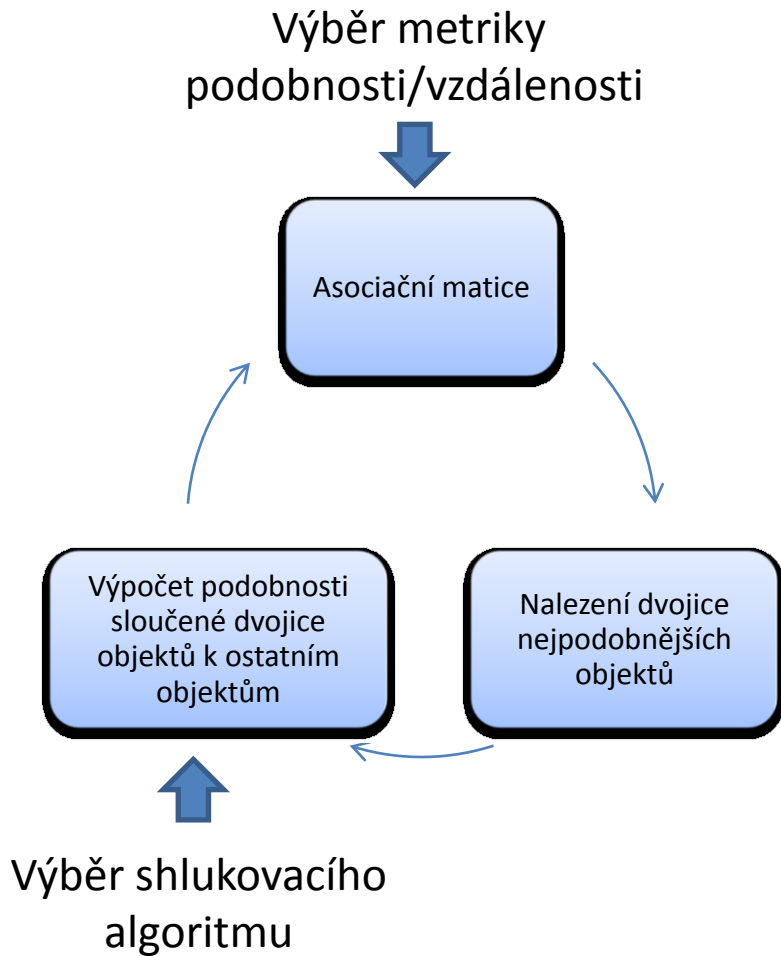 Výběr metriky
podobnosti/vzdálenosti
Asociační matice
Výpočet podobnosti
sloučené dvojice
objektů k ostatním
objektům
Nalezení dvojice
nejpodobnějších
objektů
Výběr shlukovacího
algoritmu